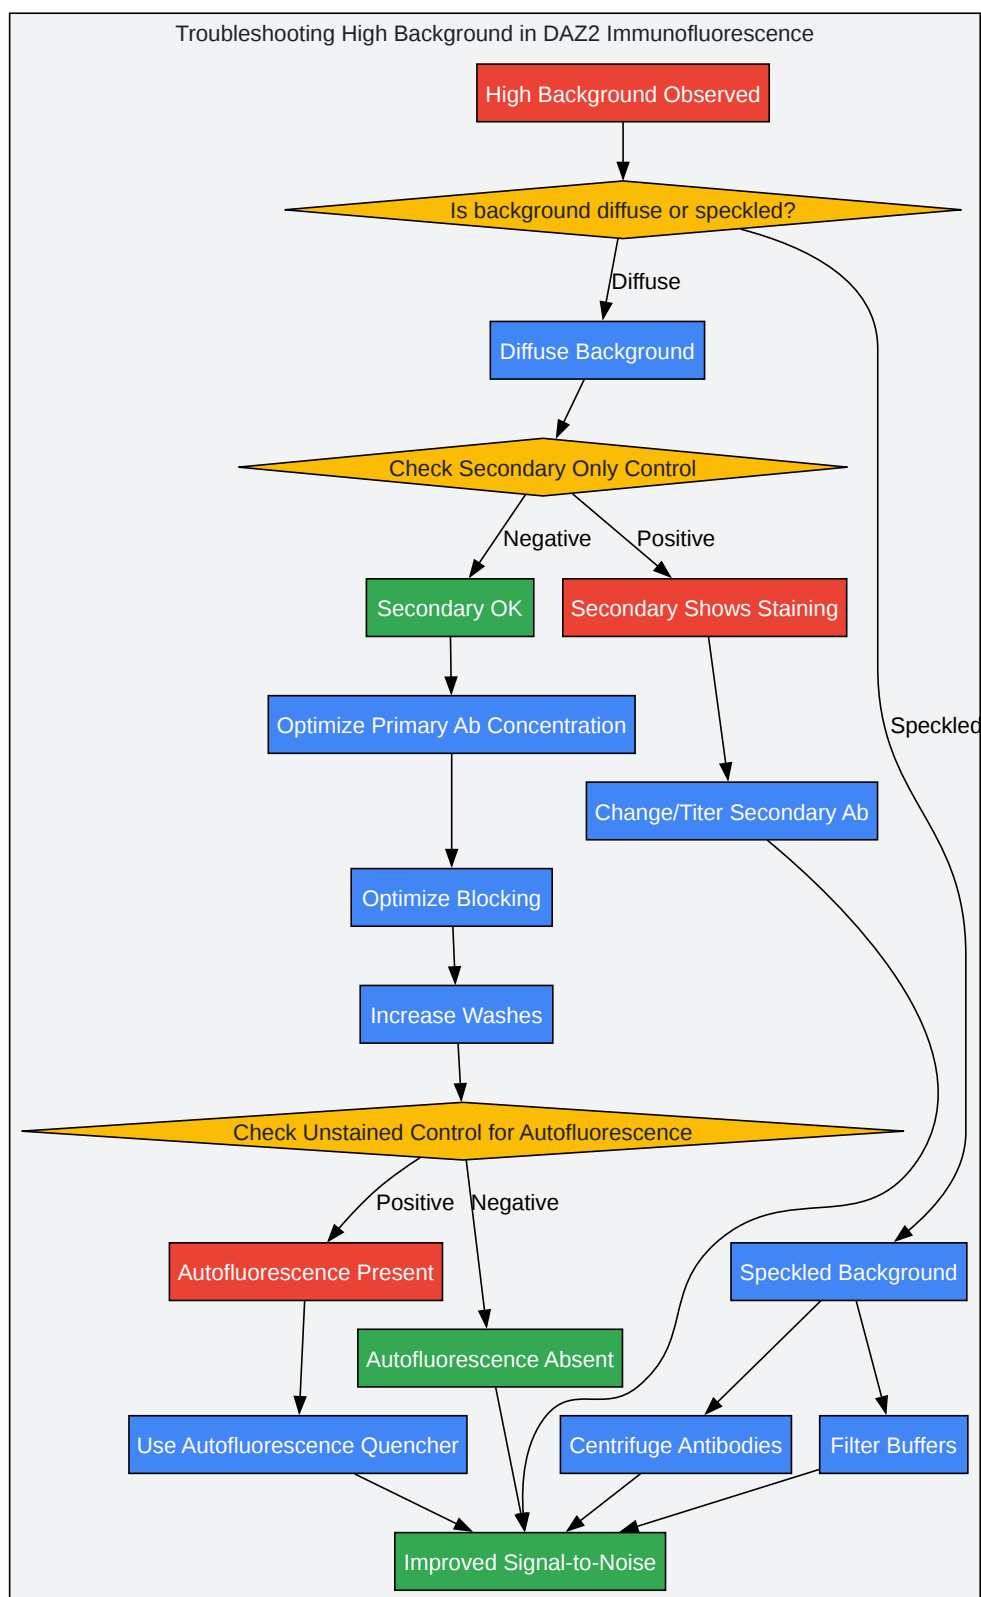 Troubleshooting High Background in DAZ2 Immunofluorescence
High Background Observed
Is background diffuse or speckled?
Diffuse
Diffuse Background
Check Secondary Only Control
Negative
Positive
Secondary OK
Secondary Shows Staining
Optimize Primary Ab Concentration
Speckled
Change/Titer Secondary Ab
Optimize Blocking
Increase Washes
Check Unstained Control for Autofluorescence
Positive
Negative
Autofluorescence Present
Speckled Background
Autofluorescence Absent
Use Autofluorescence Quencher
Centrifuge Antibodies
Filter Buffers
Improved Signal-to-Noise